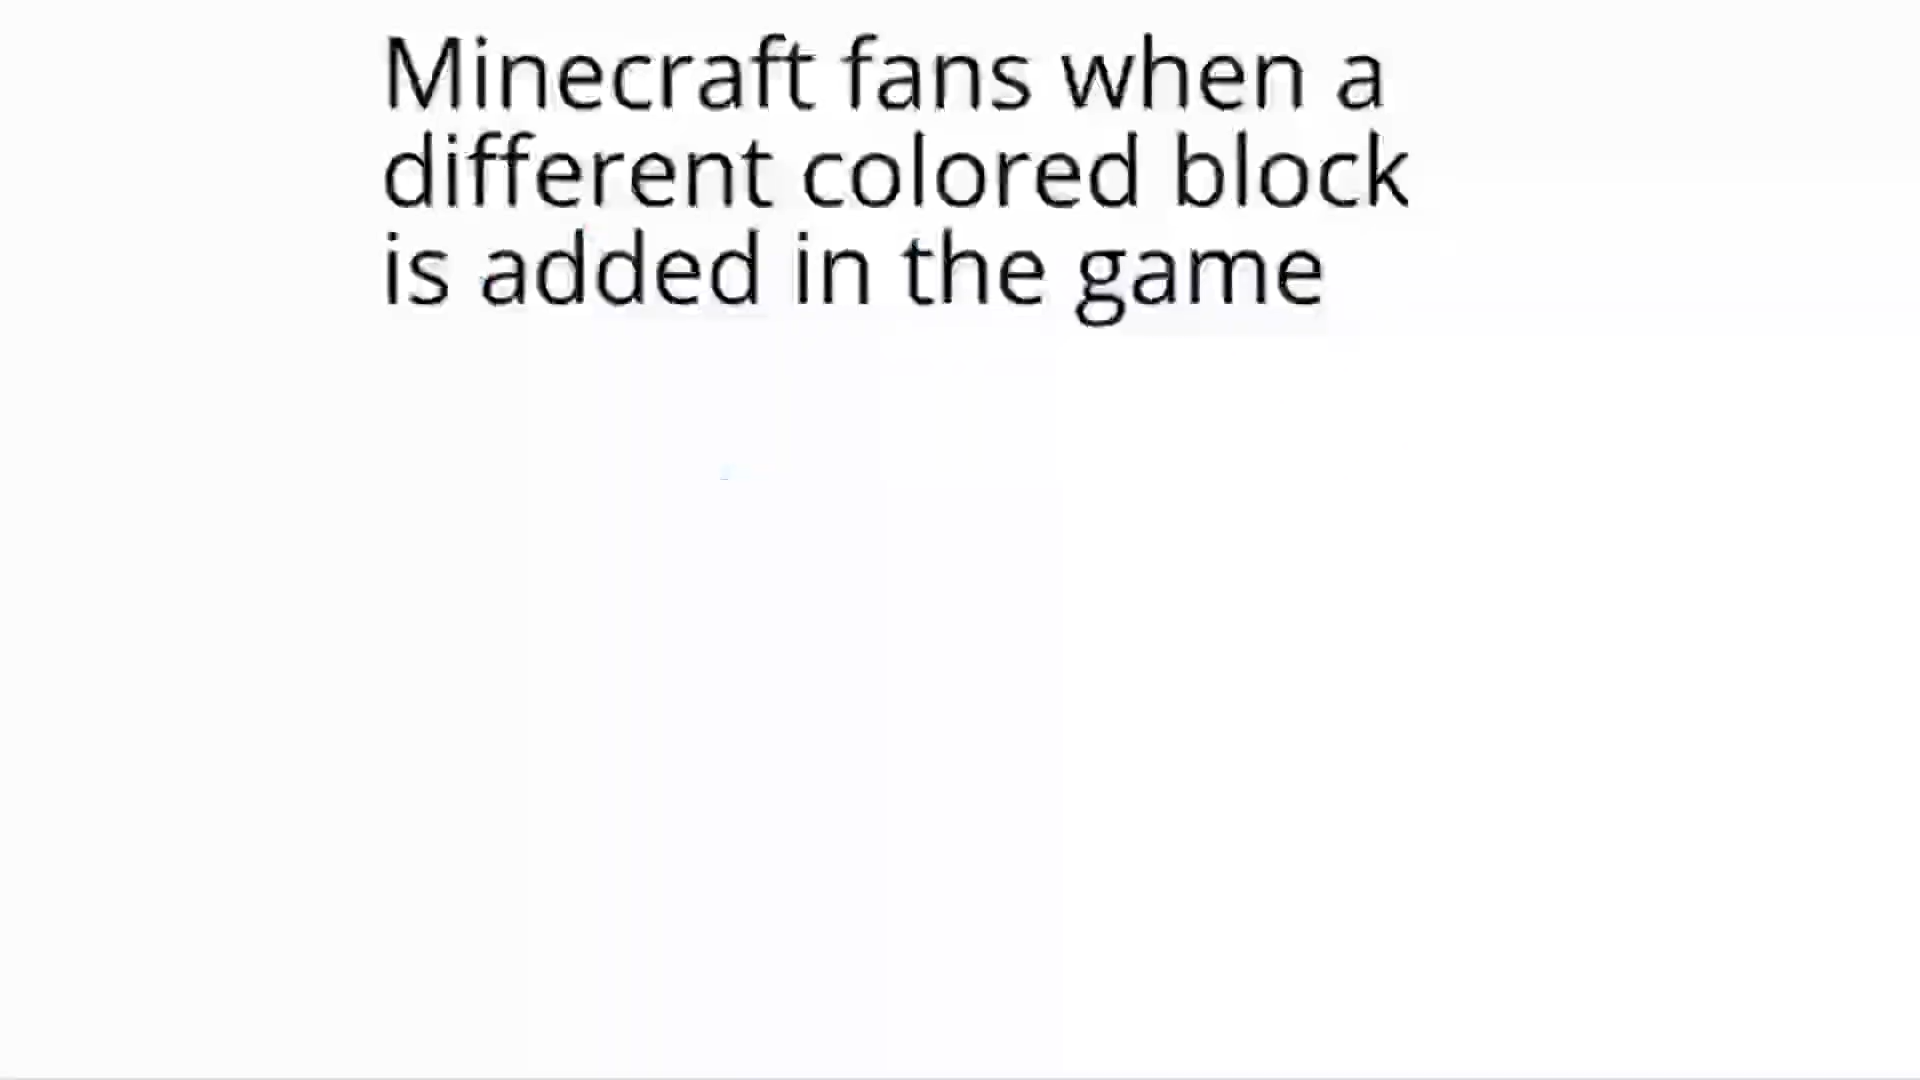 Minecraft fans when a
different colored block
is added in the game